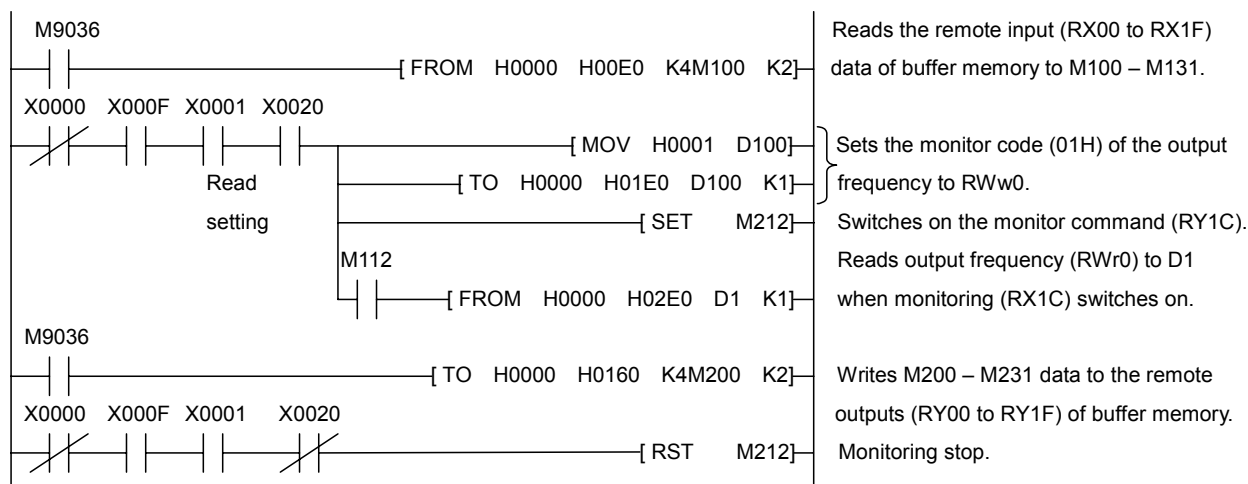 M9036 Reads the remote input (RX00 to RX1F)
[ FROM H0000 H00E0 K4M100 K2] data of buffer memory to M100 – M131.
X0000 X000F X0001 X0020
[ MOV H0001 D100] Sets the monitor code (01H) of the output
Read [ TO H0000 H01E0 D100 K1] frequency to RWw0.
setting [ SET M212] Switches on the monitor command (RY1C).
M112 Reads output frequency (RWr0) to D1
[ FROM H0000 H02E0 D1 K1] when monitoring (RX1C) switches on.
M9036
[ TO H0000 H0160 K4M200 K2] Writes M200 – M231 data to the remote
X0000 X000F X0001 X0020 outputs (RY00 to RY1F) of buffer memory.
[ RST M212] Monitoring stop.